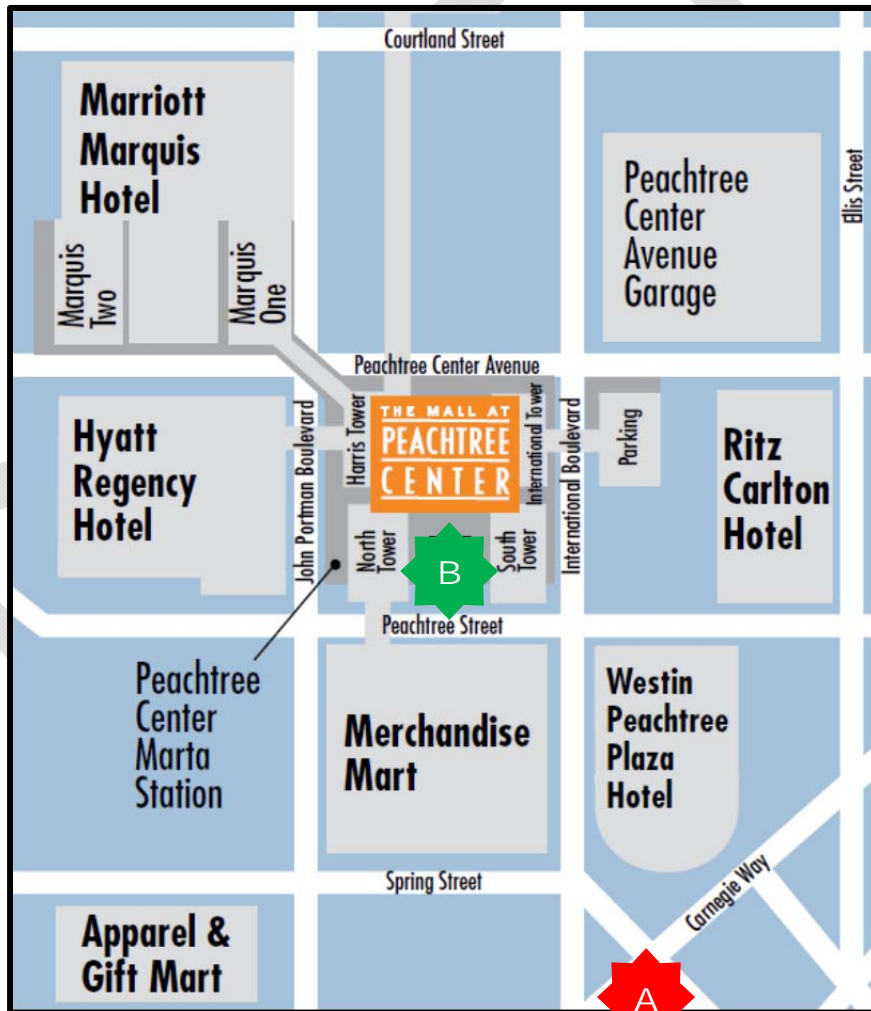 Courtland Street
Marriott
Marquis
Hotel
Peachtree
Center
Avenue
Garage
Ellis Street
Marquis
Two
Marquis
One
Peachtree Center Avenue
Hyatt
Regency
Hotel
John Portman Boulevard
Harris Tower
THE MALL AT
PEACHTREE
CENTER
International Tower
International Boulevard
Parking
Ritz
Carlton
Hotel
North
Tower
B
South
Tower
Peachtree Street
Peachtree
Center
Marta
Station
Merchandise
Mart
Westin
Peachtree
Plaza
Hotel
Spring Street
Carnegie Way
Apparel &
Gift Mart
A